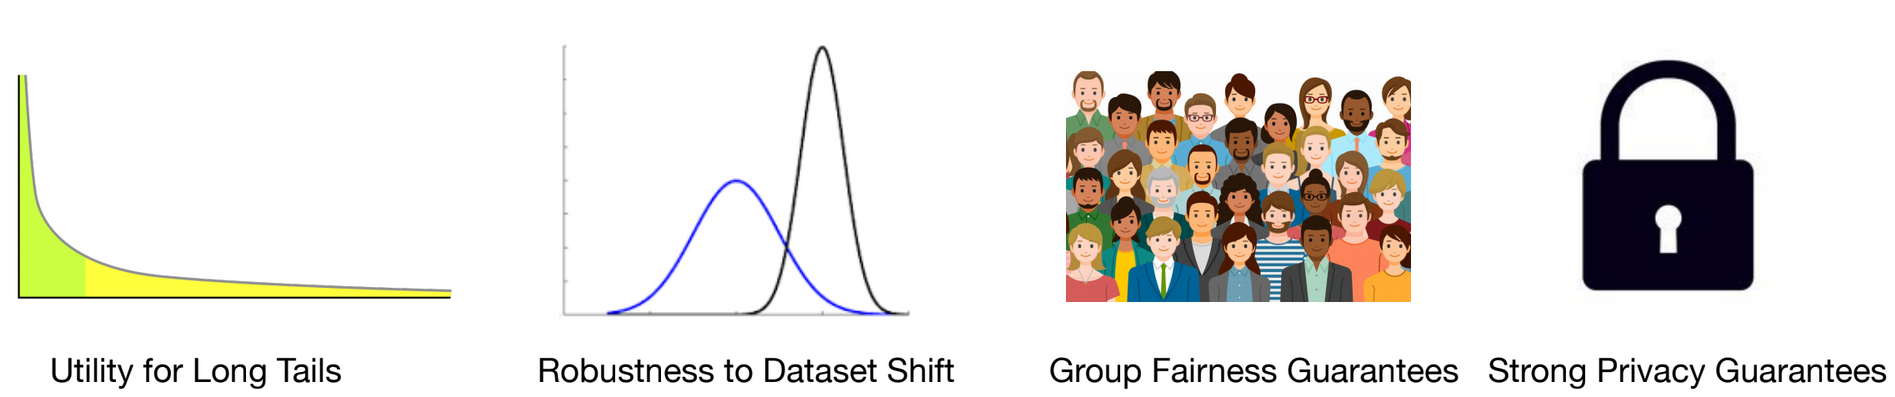 Utility for Long Tails
Robustness to Dataset Shift
Group Fairness Guarantees
Strong Privacy Guarantees